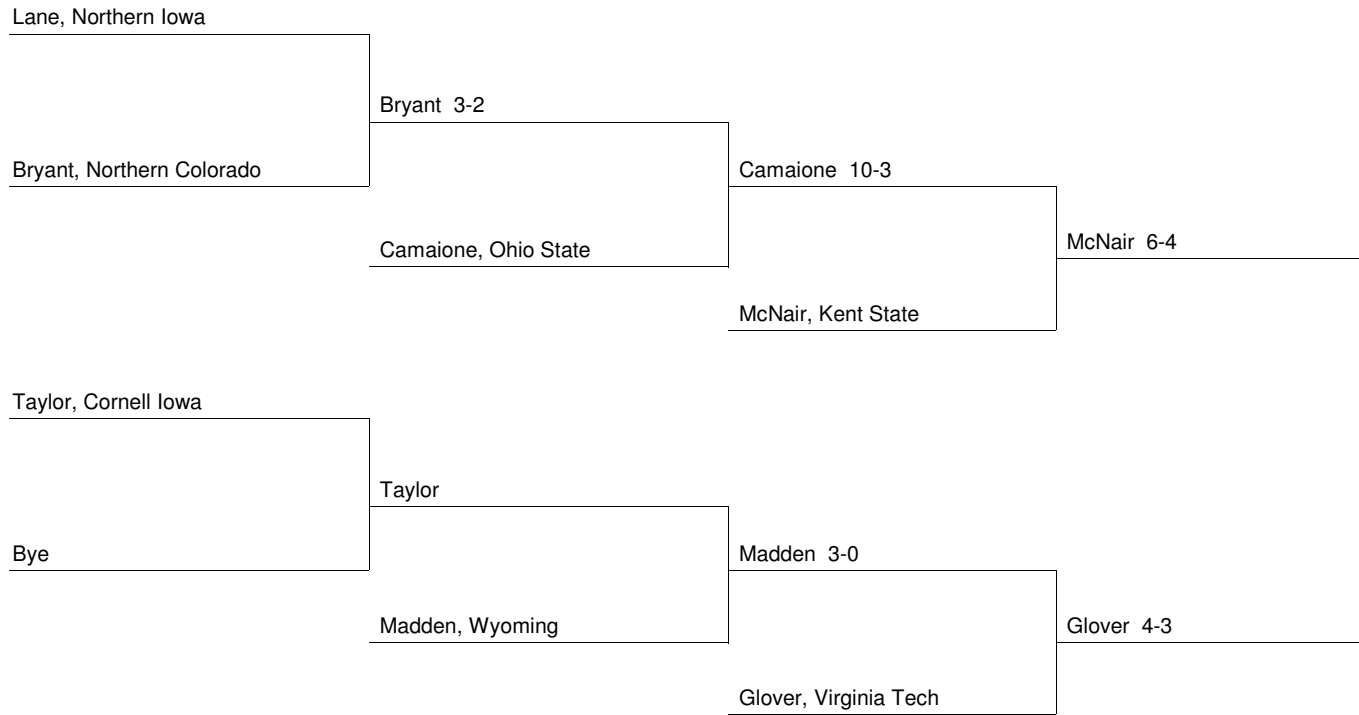 Lane, Northern Iowa
Bryant 3-2
Bryant, Northern Colorado
Camaione 10-3
Camaione, Ohio State
McNair 6-4
McNair, Kent State
Taylor, Cornell Iowa
Taylor
Bye
Madden 3-0
Madden, Wyoming
Glover 4-3
Glover, Virginia Tech